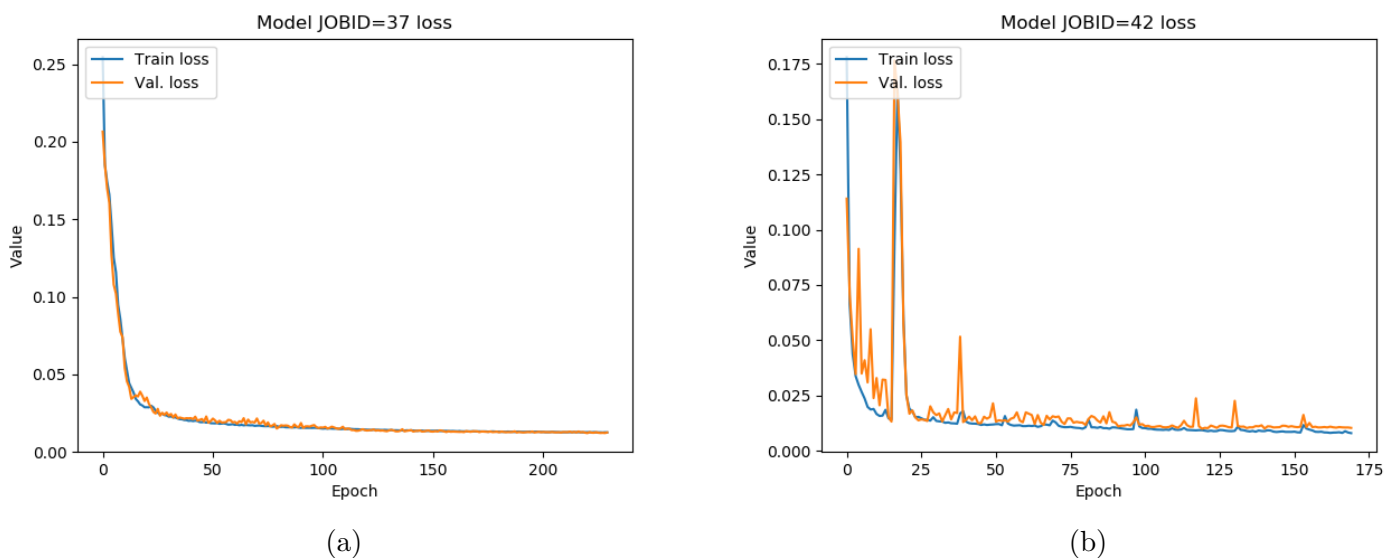 Model JOBID=37 loss
Train loss
Val. loss
0.25
0.20
0.15
0.10
0.05
0.00
Value
0
50
100
150
200
Epoch
(a)
Model JOBID=42 loss
Train loss
Val. loss
0.175
0.150
0.125
0.100
0.075
0.050
0.025
0.000
Value
0
25
50
75
100
125
150
175
Epoch
(b)